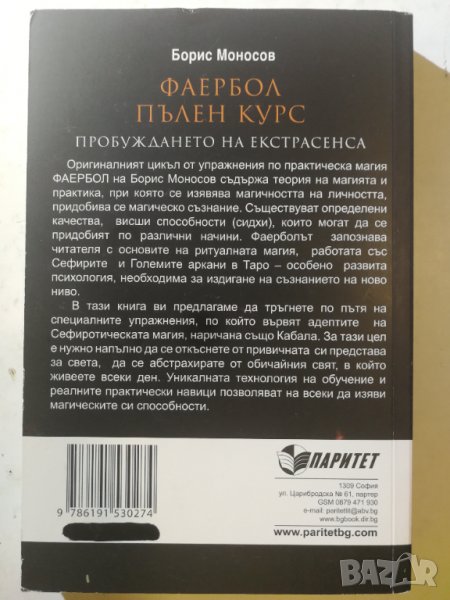 Борис Моносов
ФАЕРБОЛ
ПЪЛЕН КУРС
ПРОБУЖДАНЕТО НА ЕКСТРАСЕНСА
Оригиналният цикъл от упражнения по практическа магия
ФАЕРБОЛ на Борис Моносов съдържа теория на магията и
практика, при която се изявява магичността на личността,
придобива се магическо съзнание. Съществуват определени
качества, висши способности (сидхи), които могат да се
придобият по различни начини. Фаерболът запознава
читателя с основите на ритуалната магия, работата със
Сефирите и Големите аркани в Таро – особено развита
психология, необходима за издигане на съзнанието на ново
ниво.
В тази книга ви предлагаме да тръгнете по пътя на
специалните упражнения, по който вървят адептите на
Сефиротическата магия, наричана също Кабала. За тази цел
е нужно напълно да се откъснете от привичната си представа
за света, да се абстрахирате от обичайния свят, в който
живеете всеки ден. Уникалната технология на обучение и
реалните практически навици позволяват на всеки да изяви
магическите си способности.
ПАРИТЕТ
1309 София
ул. Царибродска № 61, партер
GSM 0879 471 930
e-mail: paritetlit@abv.bg
www.bgbook.dir.bg
www.paritetbg.com
9 786191 530274
bazar